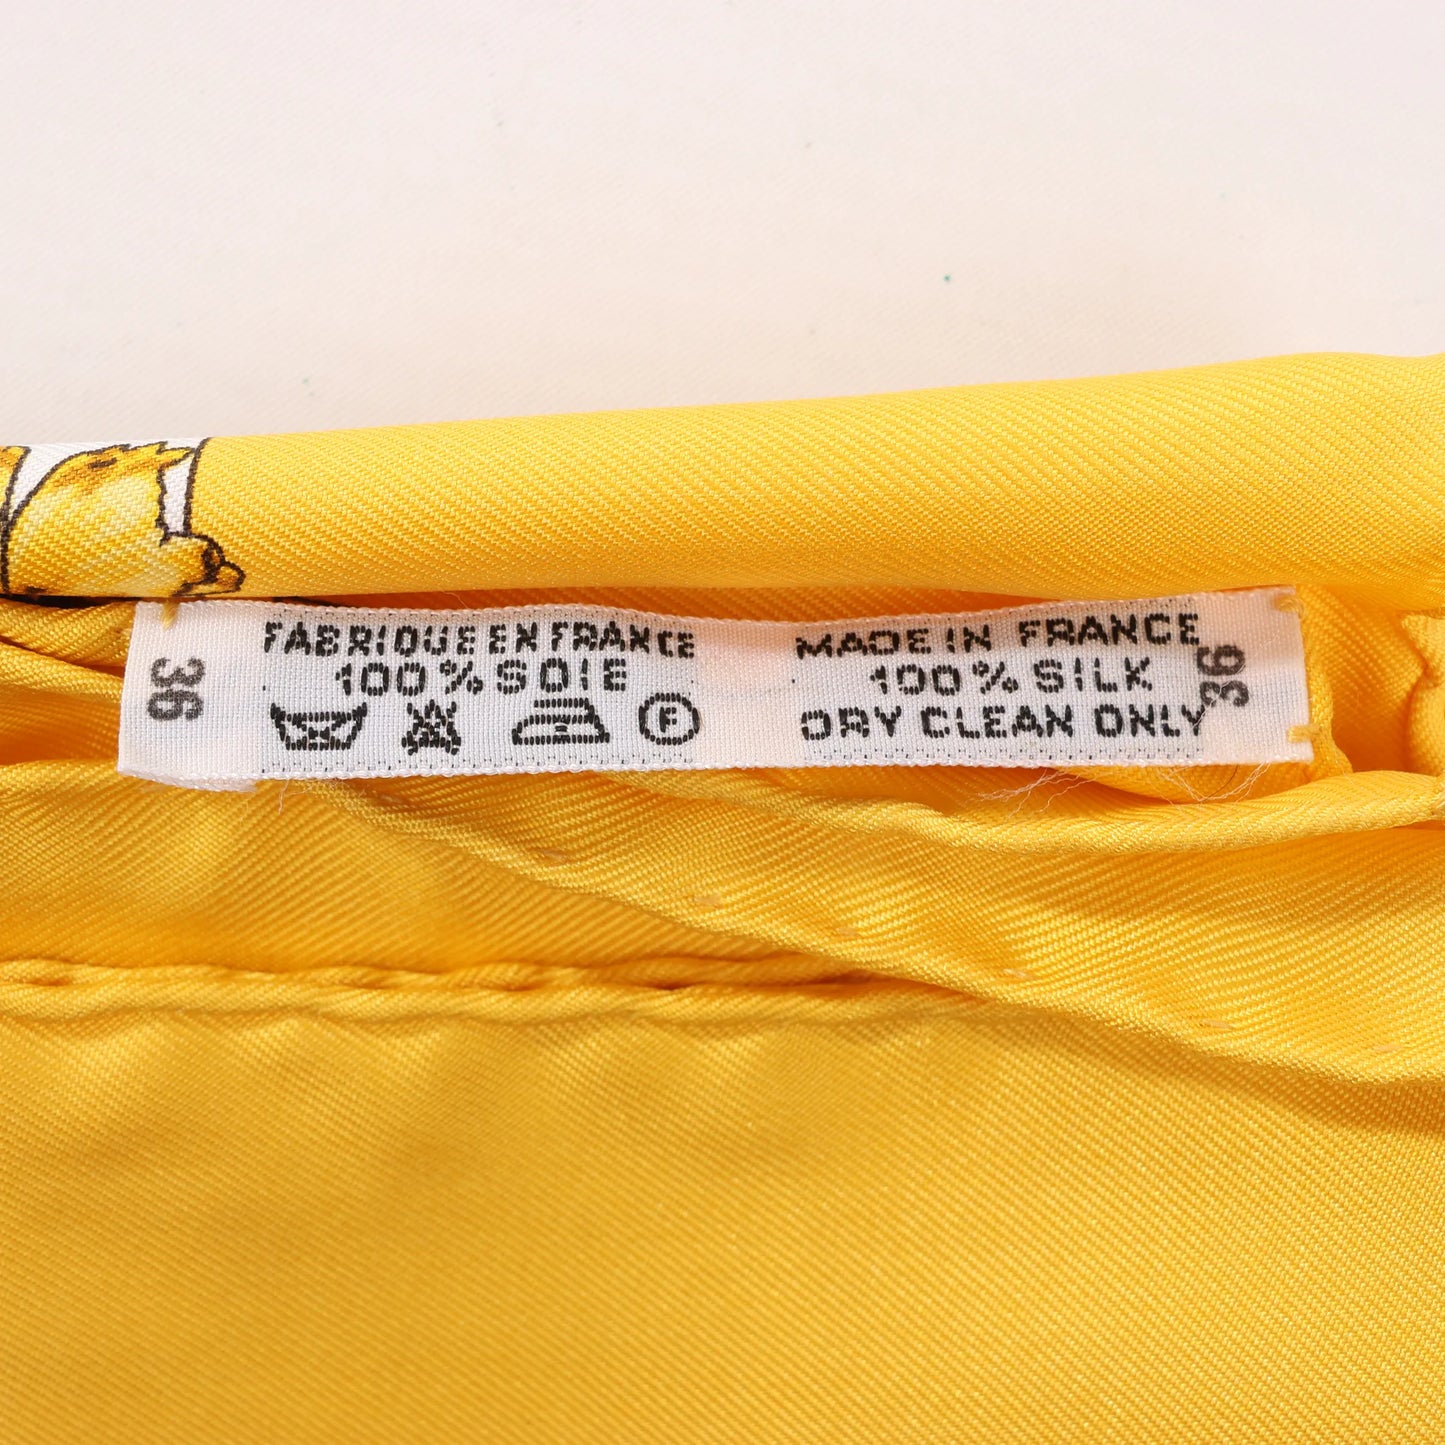 36
FABRIQUE EN FRANCE
100% SOIE
F
MADE IN FRANCE
100% SILK
DRY CLEAN ONLY
36